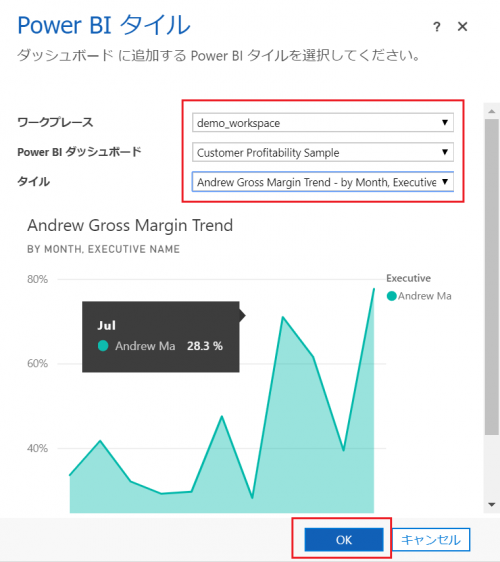 Power BI タイル
?
ダッシュボード に追加する Power BI タイルを選択してください。
ワークプレース demo_workspace
Power BI ダッシュボード Customer Profitability Sample
タイル Andrew Gross Margin Trend - by Month, Executive
Andrew Gross Margin Trend
BY MONTH, EXECUTIVE NAME
80%
Executive
Andrew Ma
Jul
Andrew Ma 28.3 %
60%
40%
OK キャンセル